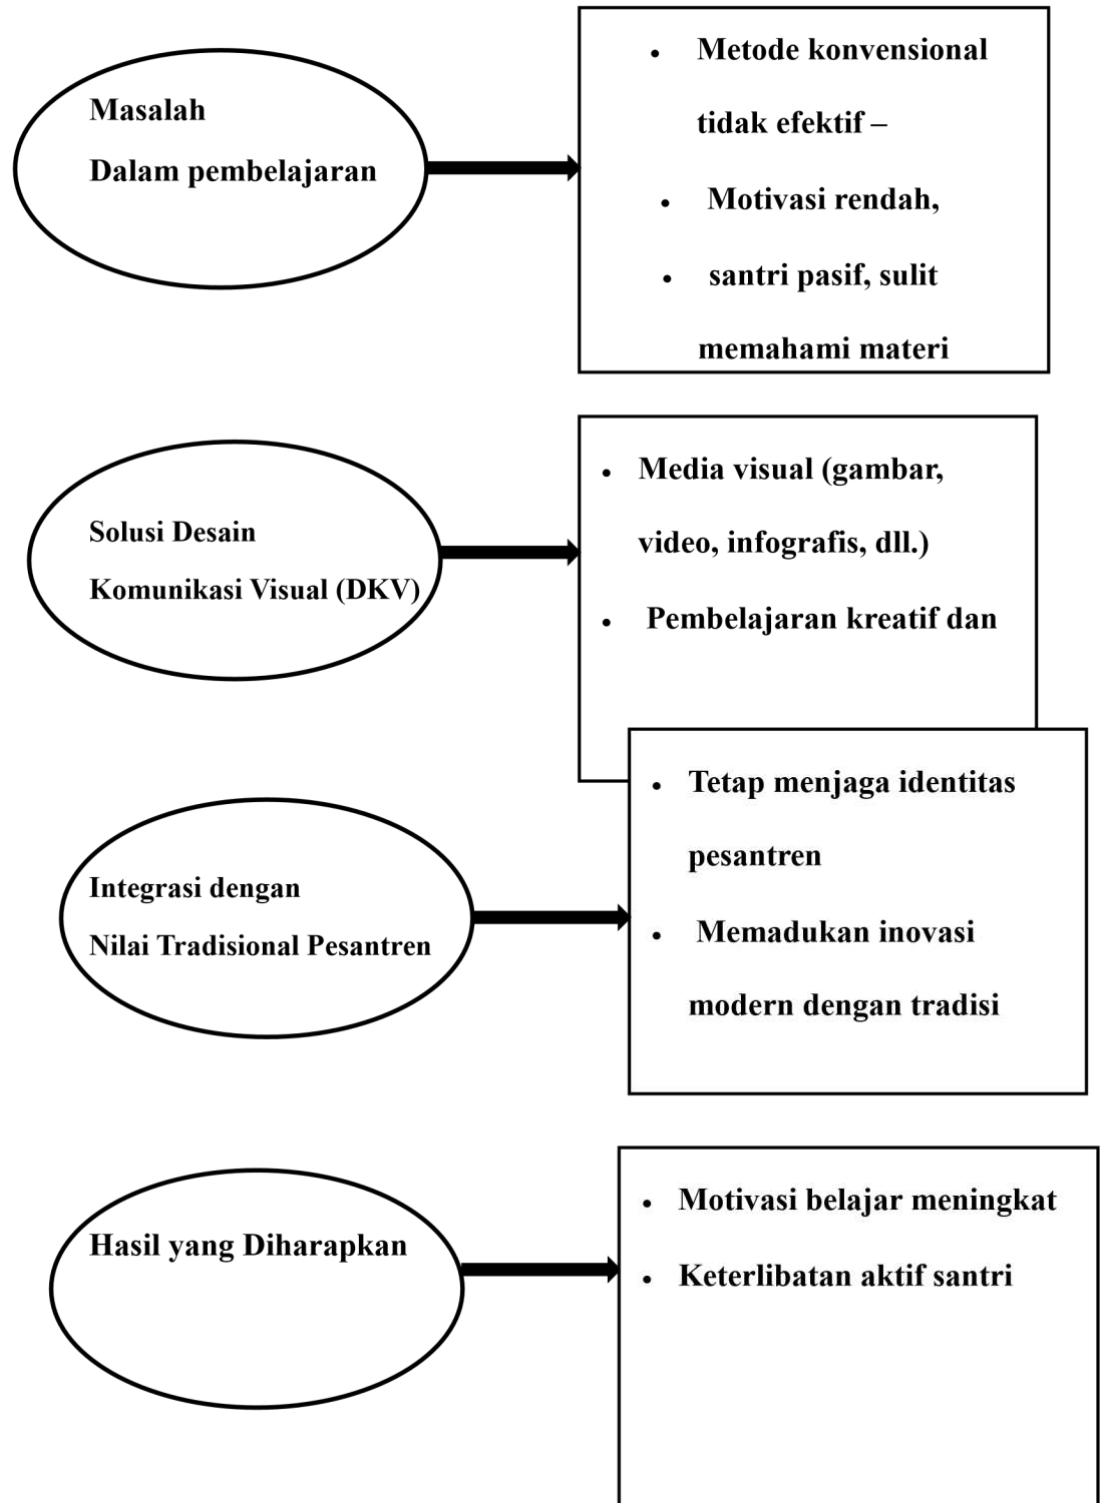 Masalah
Dalam pembelajaran
• Metode konvensional
tidak efektif –
• Motivasi rendah,
• santri pasif, sulit
memahami materi
Solusi Desain
Komunikasi Visual (DKV)
• Media visual (gambar,
video, infografis, dll.)
• Pembelajaran kreatif dan
Integrasi dengan
Nilai Tradisional Pesantren
• Tetap menjaga identitas
pesantren
• Memadukan inovasi
modern dengan tradisi
Hasil yang Diharapkan
• Motivasi belajar meningkat
• Keterlibatan aktif santri